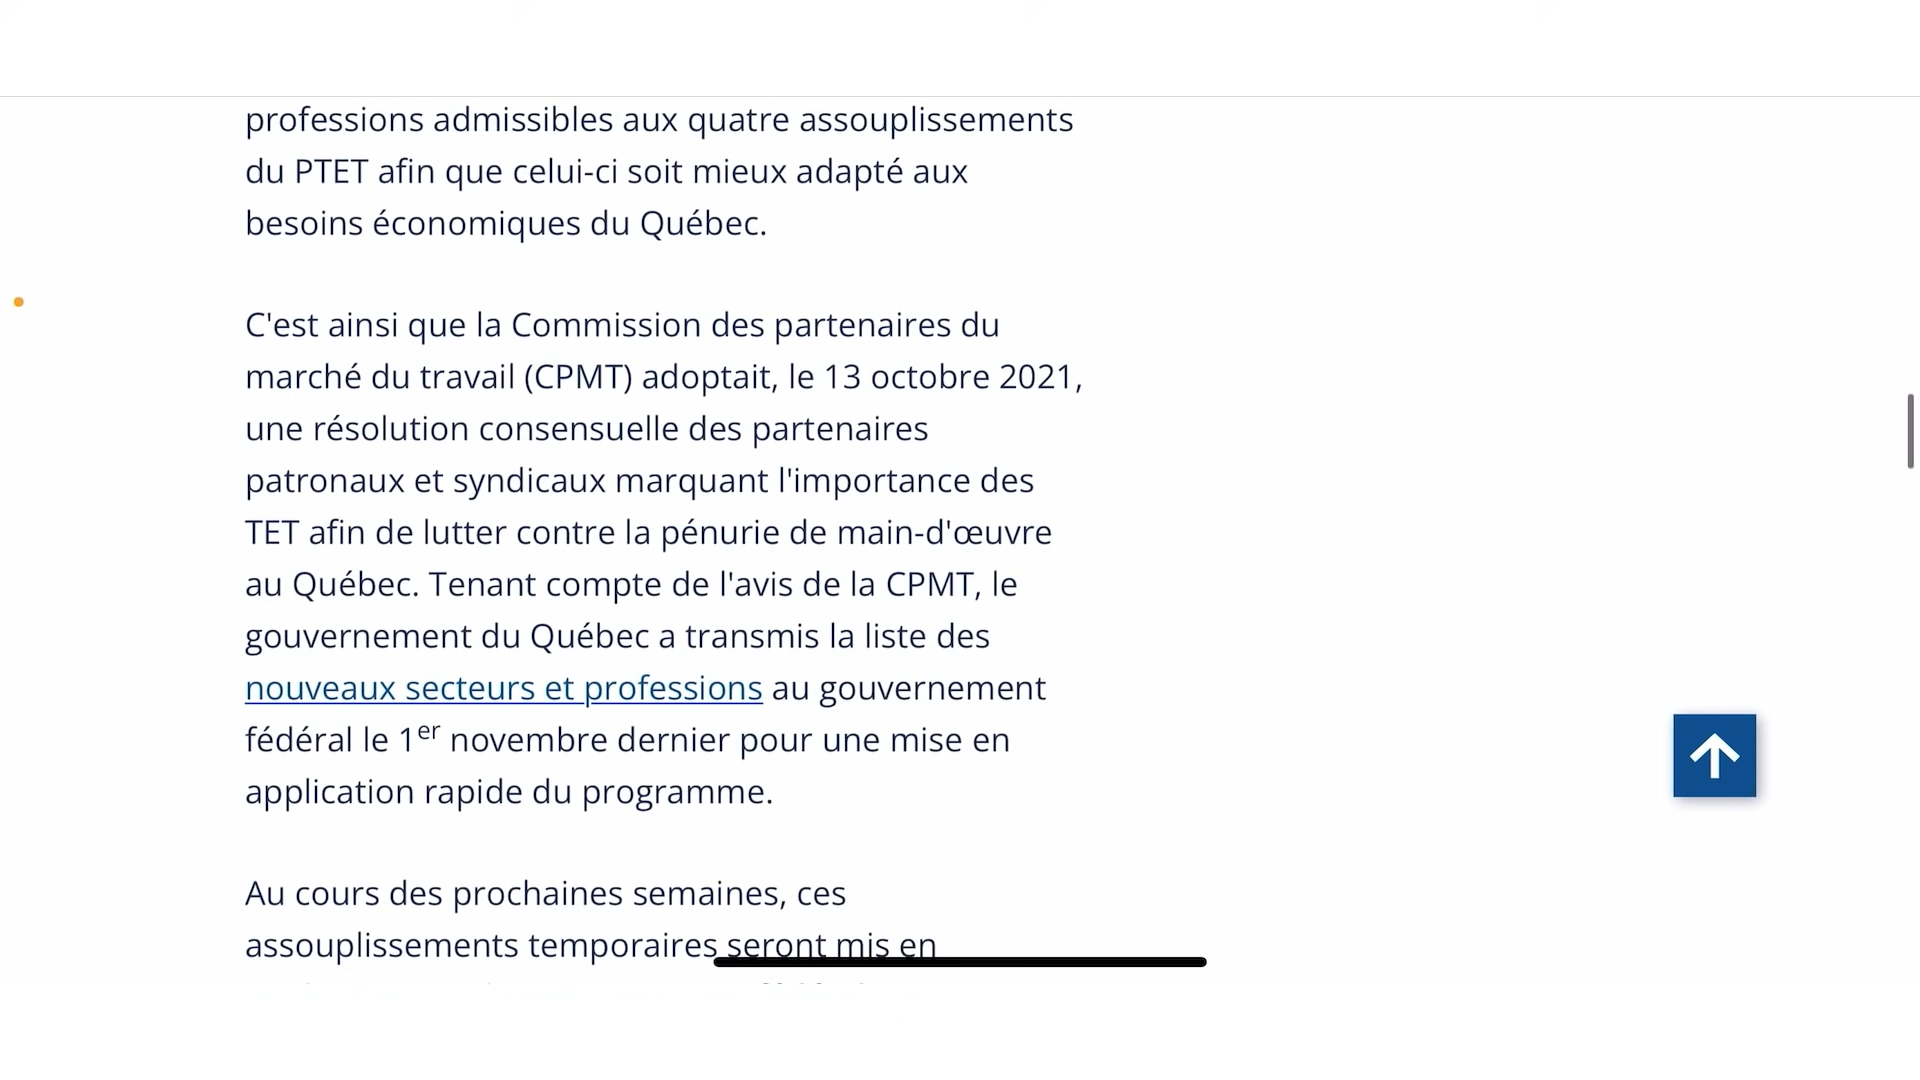 professions admissibles aux quatre assouplissements
du PTET afin que celui-ci soit mieux adapté aux
besoins économiques du Québec.
C'est ainsi que la Commission des partenaires du
marché du travail (CPMT) adoptait, le 13 octobre 2021,
une résolution consensuelle des partenaires
patronaux et syndicaux marquant l'importance des
TET afin de lutter contre la pénurie de main-d'œuvre
au Québec. Tenant compte de l'avis de la CPMT, le
gouvernement du Québec a transmis la liste des
nouveaux secteurs et professions au gouvernement
fédéral le 1er novembre dernier pour une mise en
application rapide du programme.
Au cours des prochaines semaines, ces
assouplissements temporaires seront mis en